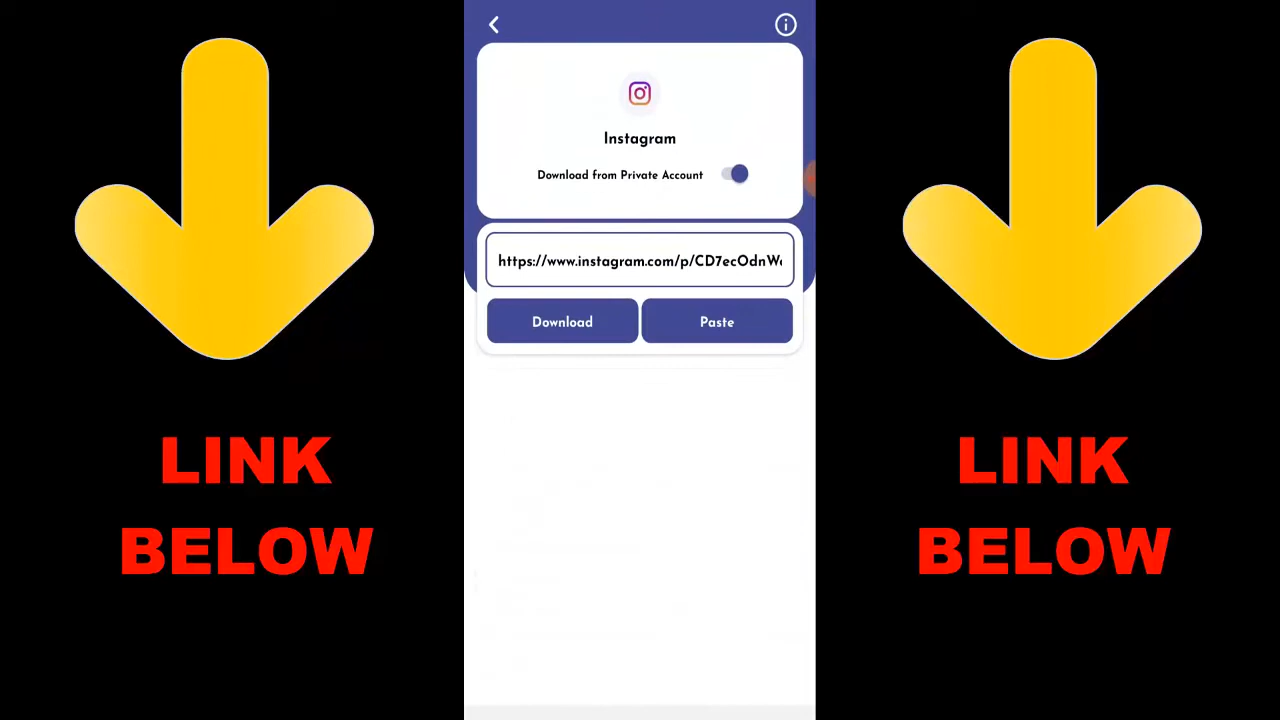 Instagram
Download from Private Account
https://www.instagram.com/p/CD7ecOdnW
Download
Paste
LINK
BELOW
LINK
BELOW